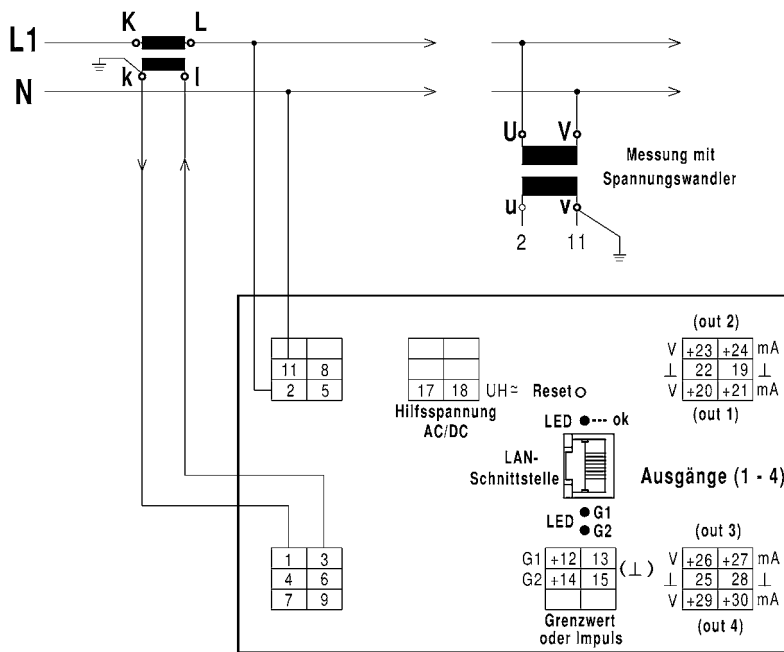 K L
L1
k l
N
U V
Messung mit
Spannungswandler
u v
2 11
(out 2)
V +23 +24 mA
11 8 ⊥ 22 19 ⊥
2 5 17 18 UH≂ Reset V +20 +21 mA
Hilfsspannung (out 1)
AC/DC LED --- ok
LAN-
Schnittstelle Ausgänge (1 - 4)
LED G1
G2 (out 3)
1 3 G1 +12 13 (⊥) V +26 +27 mA
4 6 G2 +14 15 ⊥ 25 28 ⊥
7 9 V +29 +30 mA
Grenzwert (out 4)
oder Impuls